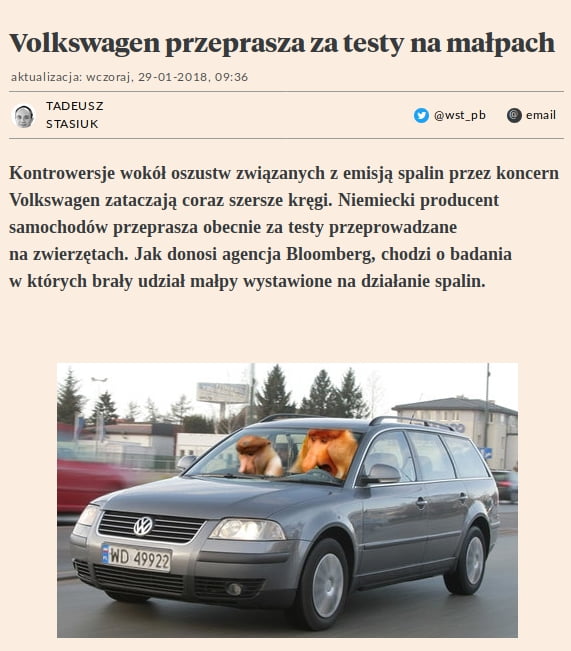 Volkswagen przeprasza za testy na małpach
aktualizacja: wczoraj, 29-01-2018, 09:36
TADEUSZ
STASIUK
@wst_pb
@ email
Kontrowersje wokół oszustw związanych z emisją spalin przez koncern
Volkswagen zataczają coraz szersze kręgi. Niemiecki producent
samochodów przeprasza obecnie za testy przeprowadzane
na zwierzętach. Jak donosi agencja Bloomberg, chodzi o badania
w których brały udział małpy wystawione na działanie spalin.
WD 49922